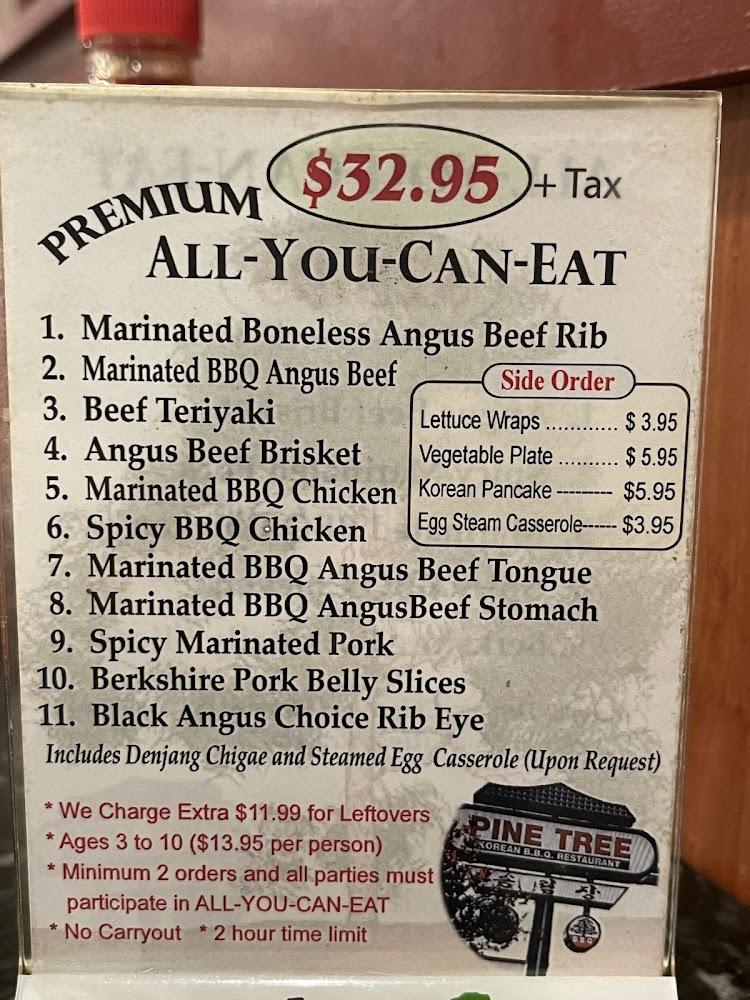 PREMIUM $32.95 + Tax
ALL-YOU-CAN-EAT
1. Marinated Boneless Angus Beef Rib
2. Marinated BBQ Angus Beef
3. Beef Teriyaki
4. Angus Beef Brisket
5. Marinated BBQ Chicken
6. Spicy BBQ Chicken
7. Marinated BBQ Angus Beef Tongue
8. Marinated BBQ AngusBeef Stomach
9. Spicy Marinated Pork
10. Berkshire Pork Belly Slices
11. Black Angus Choice Rib Eye
Side Order
Lettuce Wraps ............ $ 3.95
Vegetable Plate .......... $ 5.95
Korean Pancake --------- $5.95
Egg Steam Casserole------ $3.95
Includes Denjang Chigae and Steamed Egg Casserole (Upon Request)
* We Charge Extra $11.99 for Leftovers
* Ages 3 to 10 ($13.95 per person)
* Minimum 2 orders and all parties must
participate in ALL-YOU-CAN-EAT
* No Carryout * 2 hour time limit
PINE TREE
KOREAN B.B.Q. RESTAURANT
장
B.B.Q